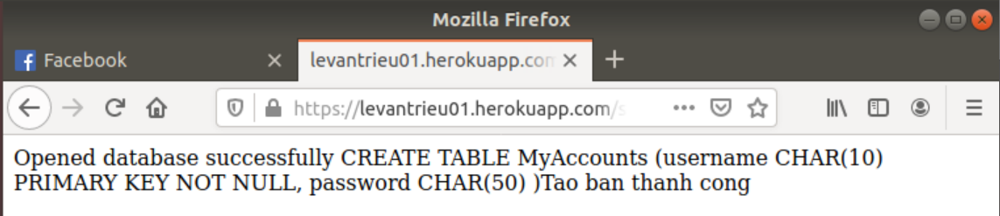 Mozilla Firefox
Facebook
levantrieu01.herokuapp.com
https://levantrieu01.herokuapp.com/s
Opened database successfully CREATE TABLE MyAccounts (username CHAR(10)
PRIMARY KEY NOT NULL, password CHAR(50) )Tao ban thanh cong